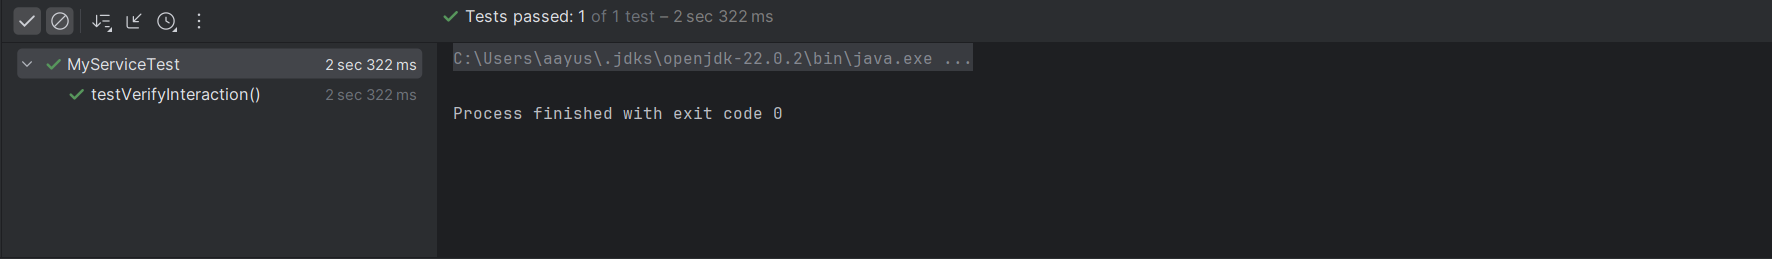 Tests passed: 1 of 1 test – 2 sec 322 ms
MyServiceTest 2 sec 322 ms
testVerifyInteraction() 2 sec 322 ms
C:\Users\aayus\.jdks\openjdk-22.0.2\bin\java.exe ...
Process finished with exit code 0